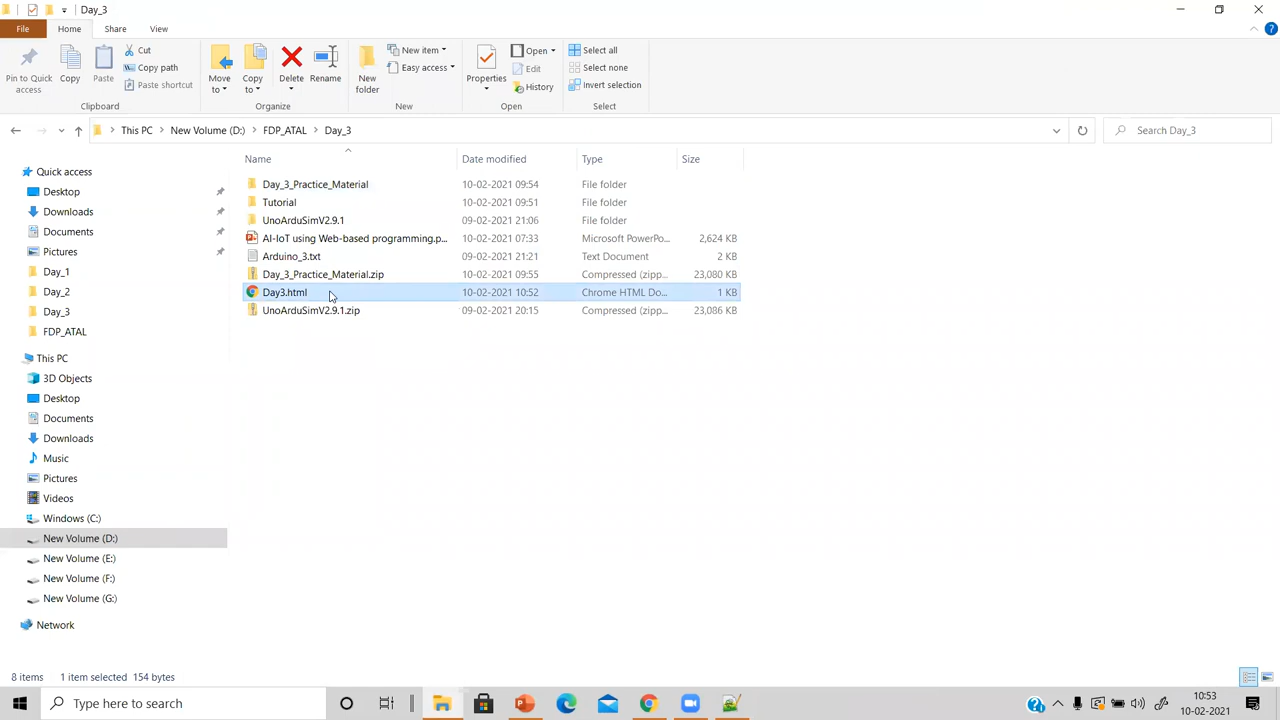 Day_3
File Home Share View
Pin to Quick access
Copy
Paste
Cut
Copy path
Paste shortcut
Clipboard
Move to
Copy to
Delete
Rename
Organize
New folder
New item
Easy access
New
Properties
Open
Edit
History
Open
Select all
Select none
Invert selection
Select
This PC New Volume (D:) FDP_ATAL Day_3
Search Day_3
Name Date modified Type Size
Day_3_Practice_Material 10-02-2021 09:54 File folder
Tutorial 10-02-2021 09:51 File folder
UnoArduSimV2.9.1 09-02-2021 21:06 File folder
AI-IoT using Web-based programming.p... 10-02-2021 07:33 Microsoft PowerPo... 2,624 KB
Arduino_3.txt 09-02-2021 21:21 Text Document 2 KB
Day_3_Practice_Material.zip 10-02-2021 09:55 Compressed (zipp... 23,080 KB
Day3.html 10-02-2021 10:52 Chrome HTML Do... 1 KB
UnoArduSimV2.9.1.zip 09-02-2021 20:15 Compressed (zipp... 23,086 KB
Quick access
Desktop
Downloads
Documents
Pictures
Day_1
Day_2
Day_3
FDP_ATAL
This PC
3D Objects
Desktop
Documents
Downloads
Music
Pictures
Videos
Windows (C:)
New Volume (D:)
New Volume (E:)
New Volume (F:)
New Volume (G:)
Network
8 items 1 item selected 154 bytes
Type here to search
10:53
10-02-2021